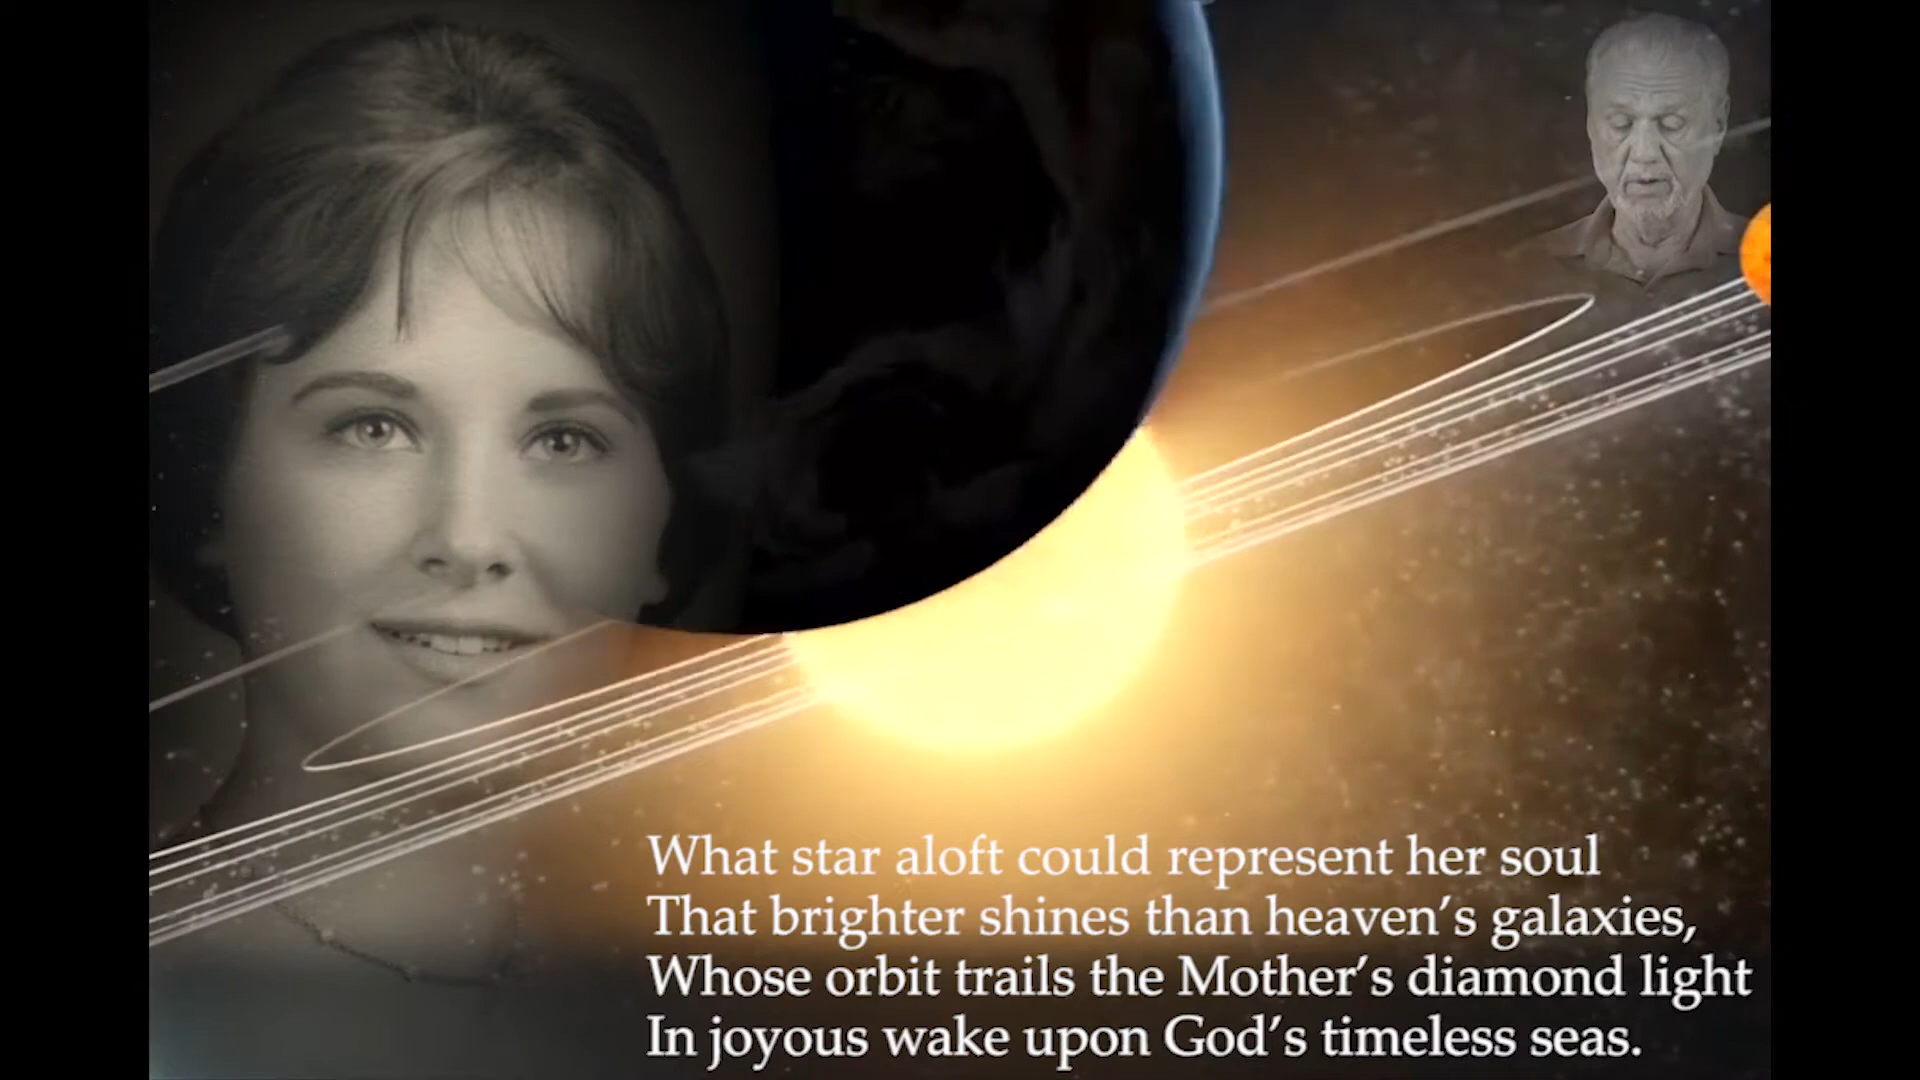 What star aloft could represent her soul
That brighter shines than heaven’s galaxies,
Whose orbit trails the Mother’s diamond light
In joyous wake upon God’s timeless seas.